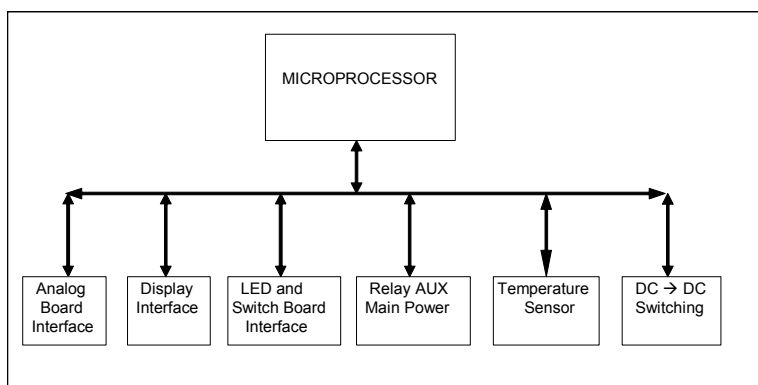 MICROPROCESSOR
Analog
Board
Interface
Display
Interface
LED and
Switch Board
Interface
Relay AUX
Main Power
Temperature
Sensor
DC → DC
Switching